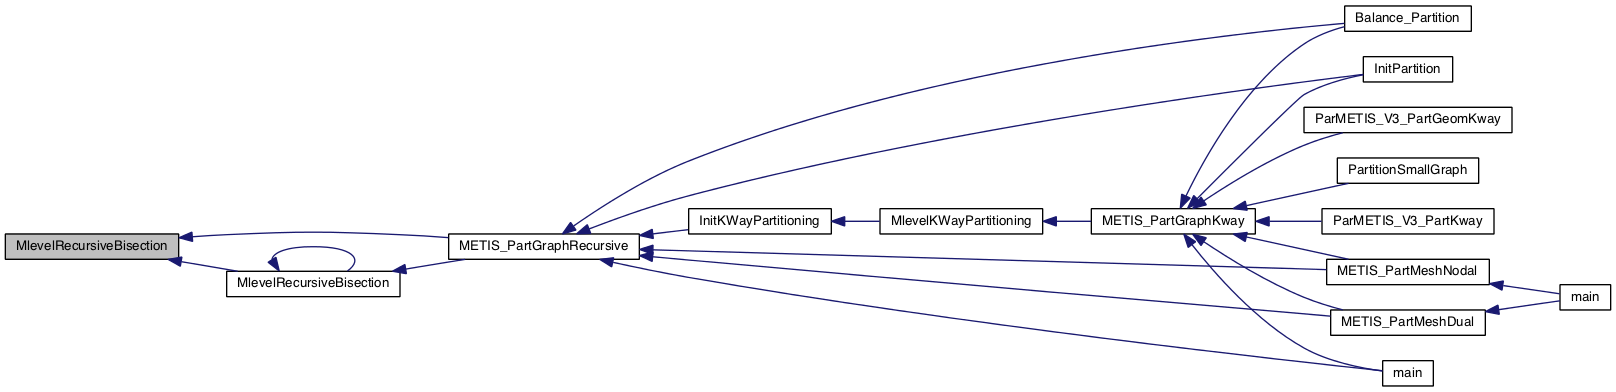 Balance_Partition
InitPartition
ParMETIS_V3_PartGeomKway
PartitionSmallGraph
InitKWayPartitioning
MlevelKWayPartitioning
METIS_PartGraphKway
ParMETIS_V3_PartKway
MlevelRecursiveBisection
METIS_PartGraphRecursive
METIS_PartMeshNodal
MlevelRecursiveBisection
main
METIS_PartMeshDual
main